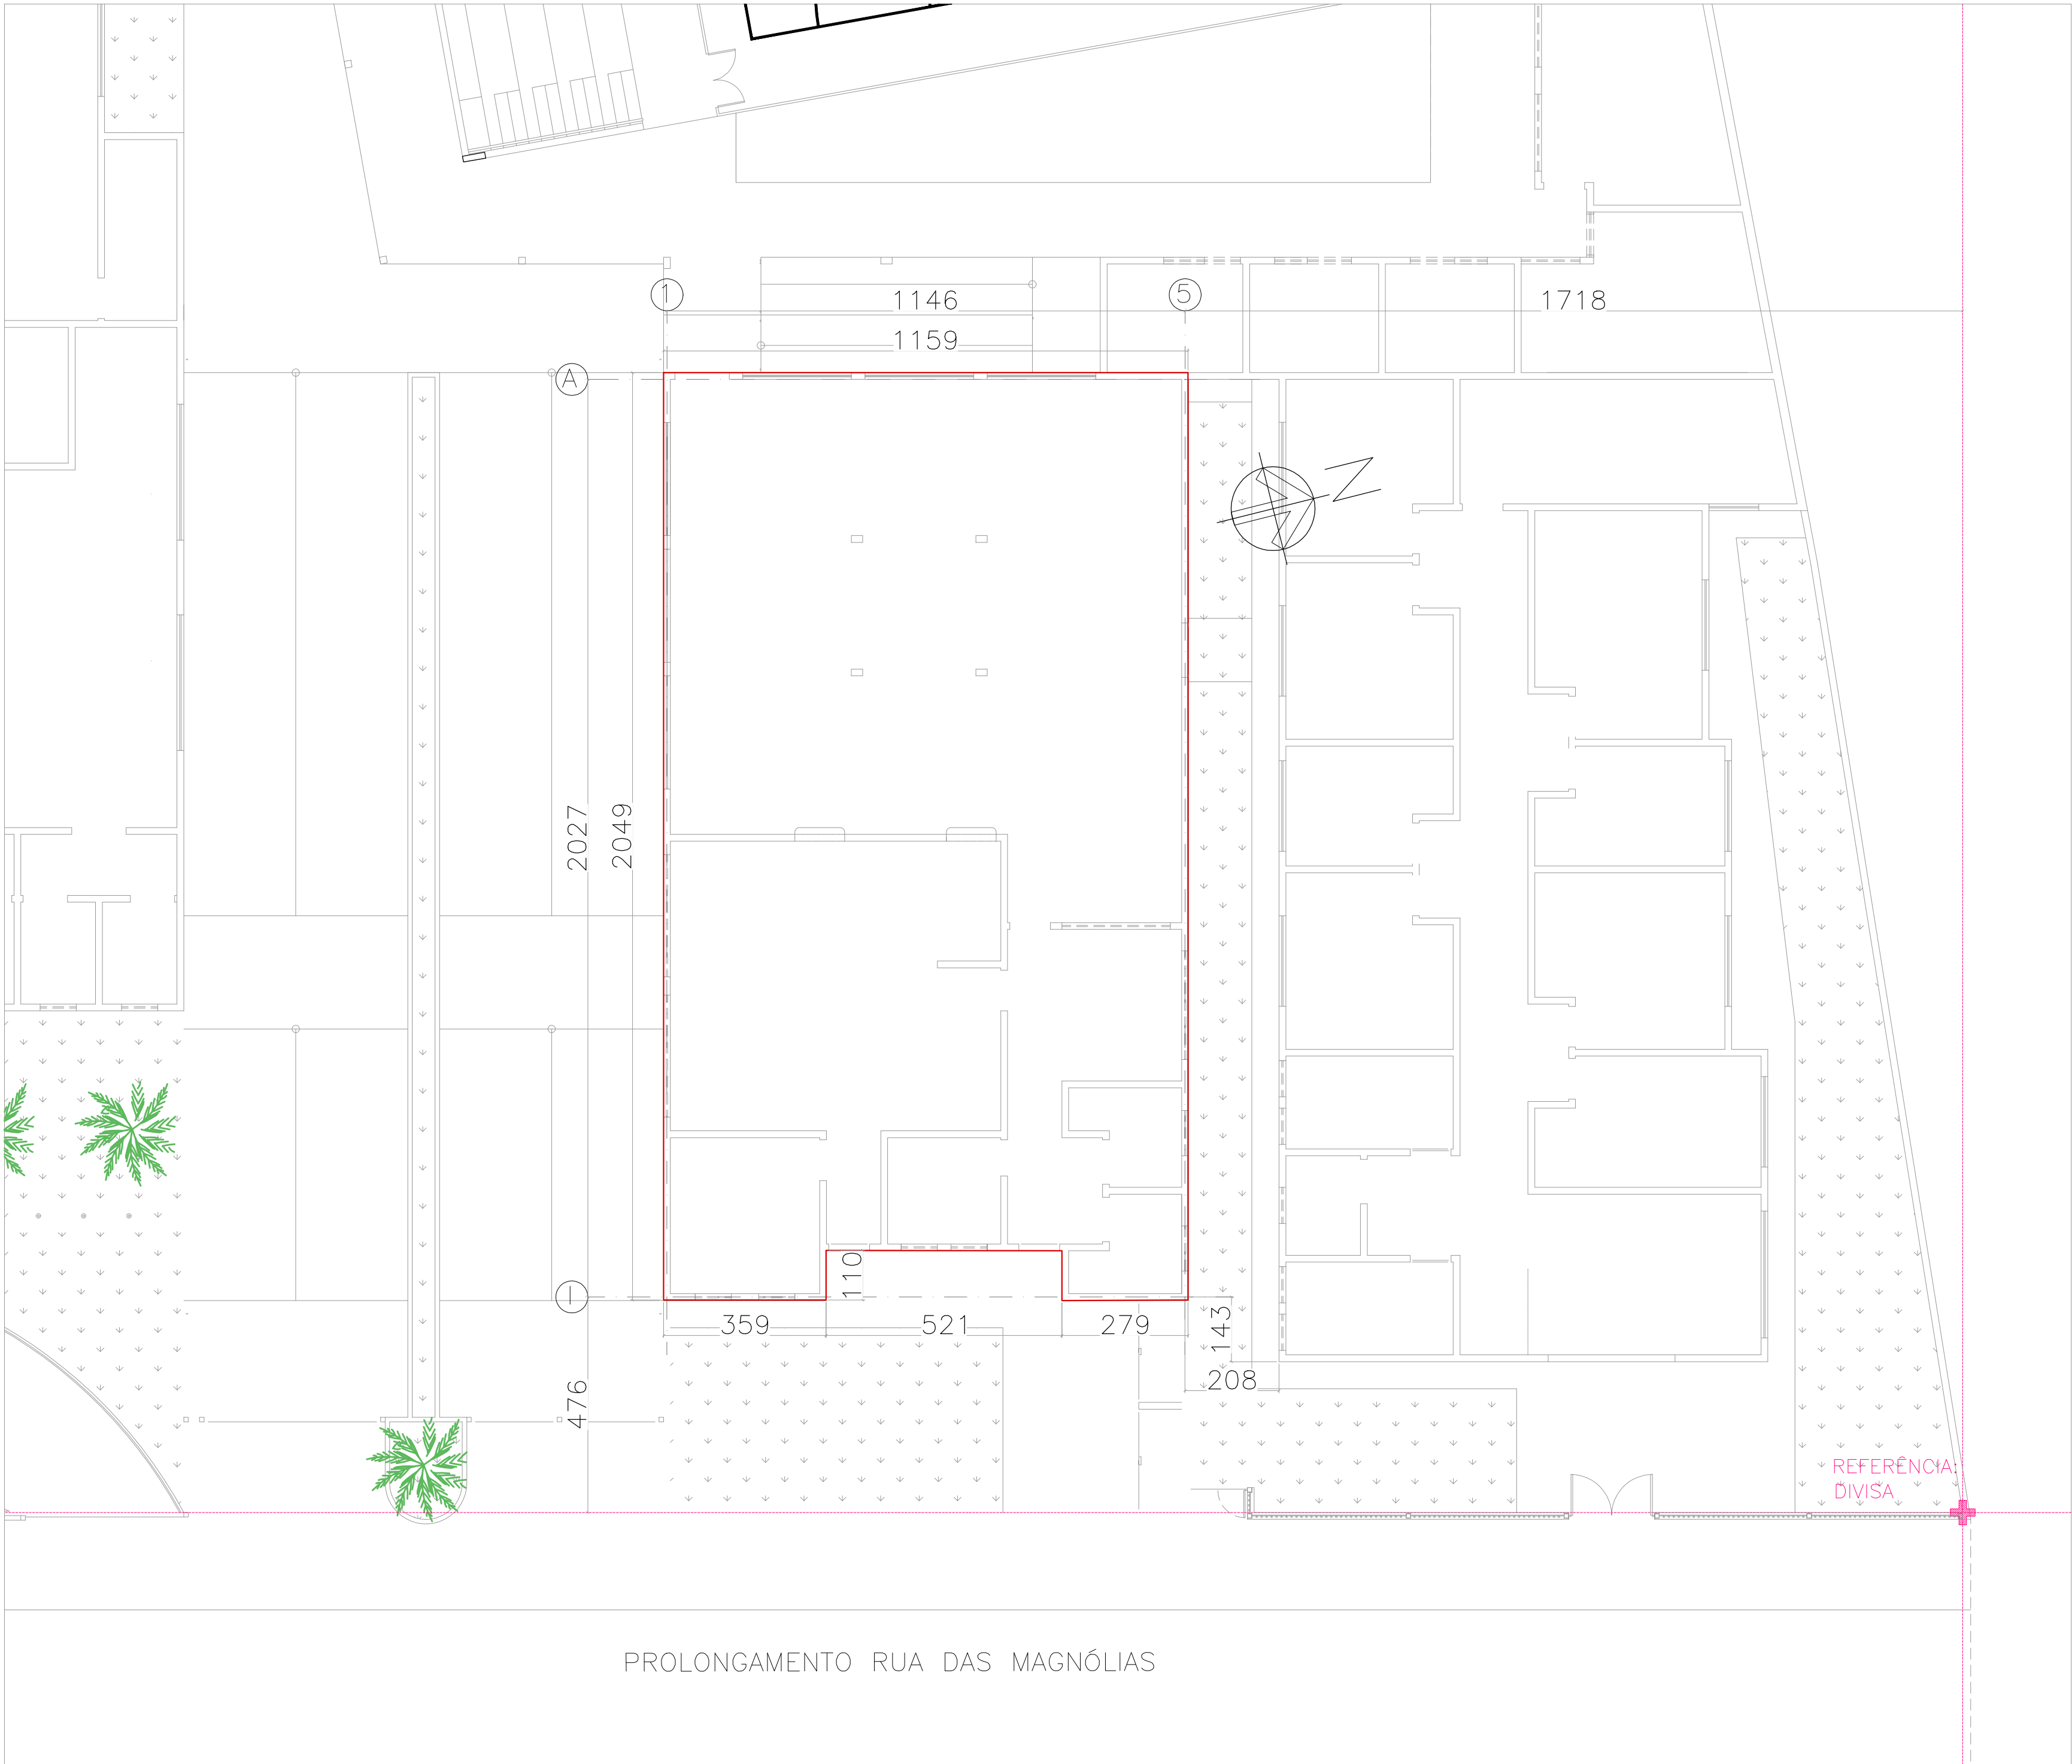 1
1146
5
1718
1159
A
N
2027
2049
I
110
359
521
279
143
208
476
REFERÊNCIA:
DIVISA
PROLONGAMENTO RUA DAS MAGNÓLIAS